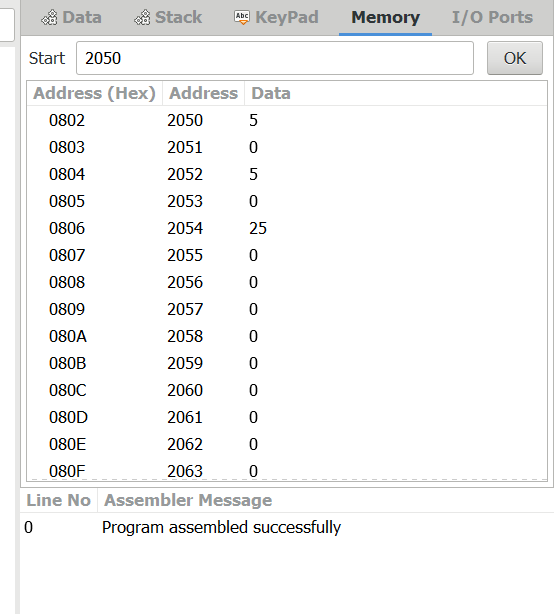 Data Stack Abc KeyPad Memory I/O Ports
Start 2050 OK
Address (Hex) Address Data
0802 2050 5
0803 2051 0
0804 2052 5
0805 2053 0
0806 2054 25
0807 2055 0
0808 2056 0
0809 2057 0
080A 2058 0
080B 2059 0
080C 2060 0
080D 2061 0
080E 2062 0
080F 2063 0
Line No Assembler Message
0 Program assembled successfully